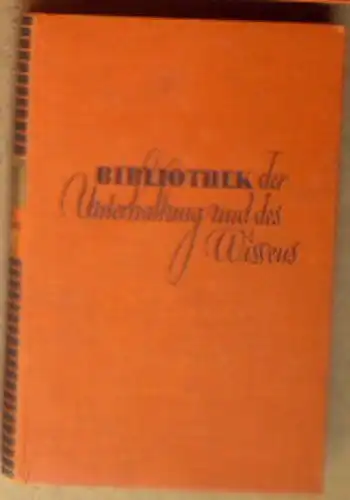 BIBLIOTHEK der
Unterhaltung und des
Wissens